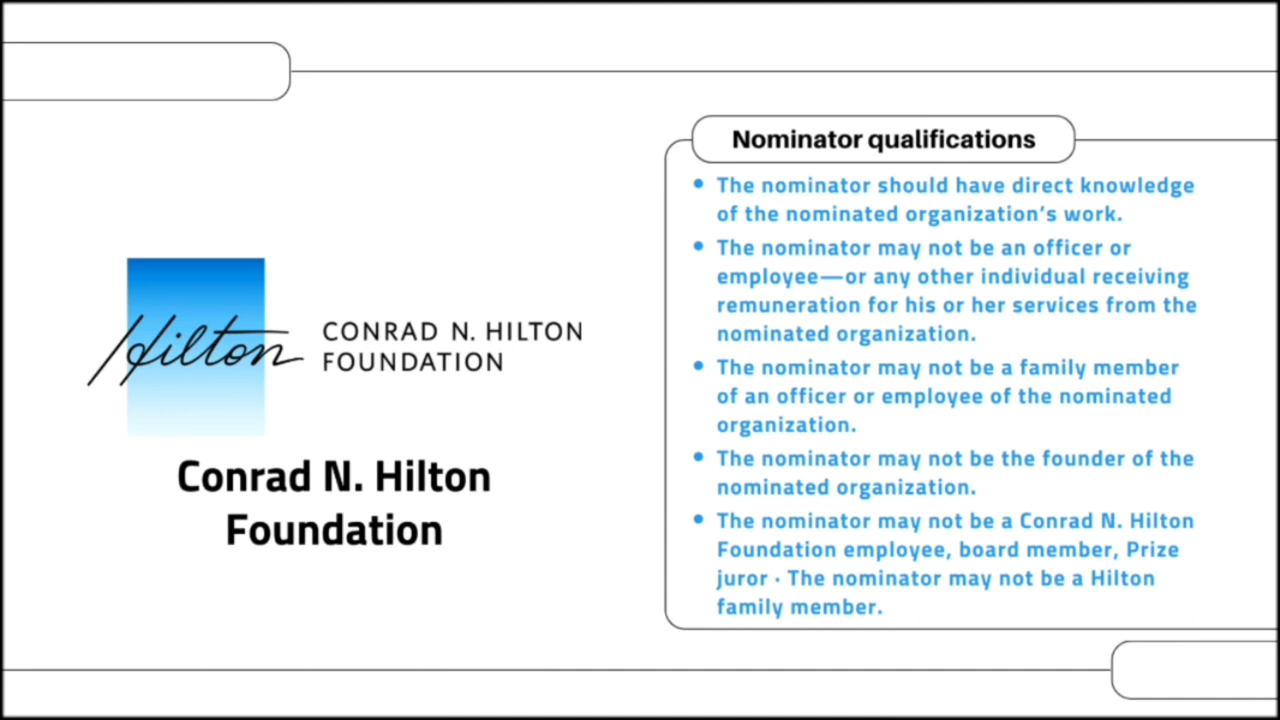 Hilton
CONRAD N. HILTON
FOUNDATION
Conrad N. Hilton
Foundation
Nominator qualifications
• The nominator should have direct knowledge
of the nominated organization’s work.
• The nominator may not be an officer or
employee—or any other individual receiving
remuneration for his or her services from the
nominated organization.
• The nominator may not be a family member
of an officer or employee of the nominated
organization.
• The nominator may not be the founder of the
nominated organization.
• The nominator may not be a Conrad N. Hilton
Foundation employee, board member, Prize
juror · The nominator may not be a Hilton
family member.